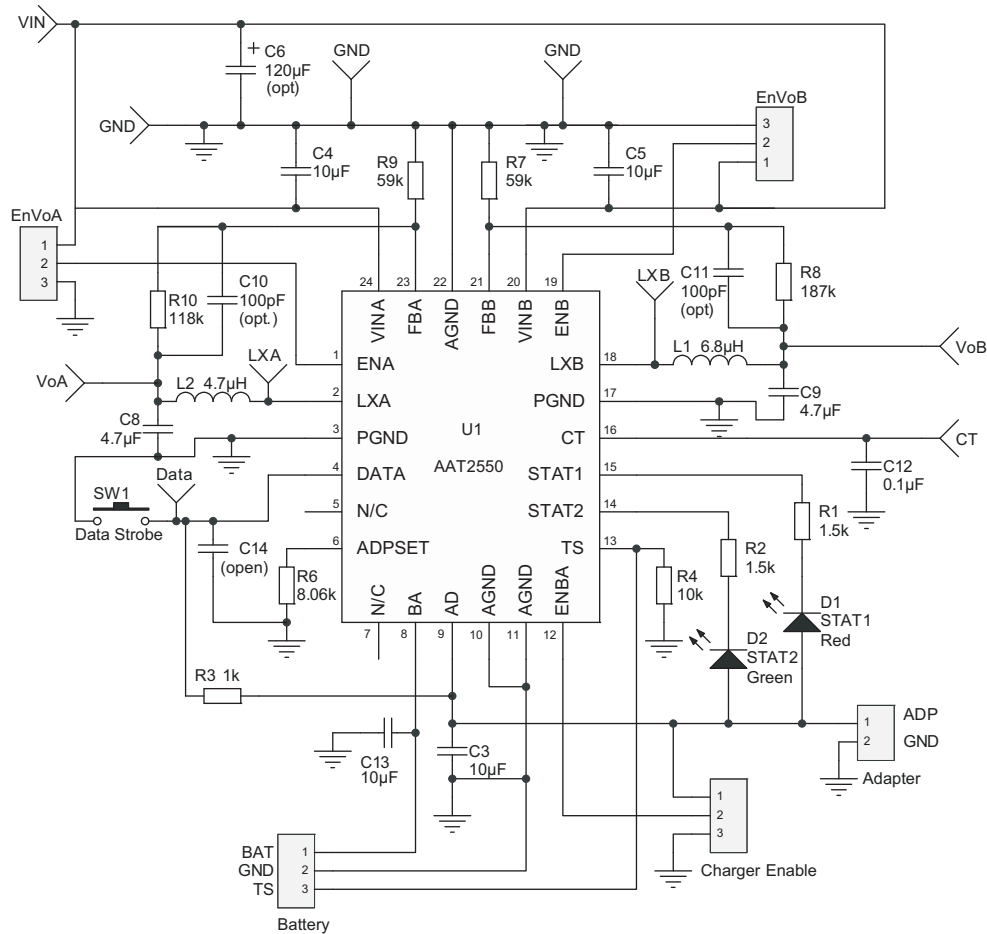 VIN
C6
120µF
(opt)
GND
GND
GND
EnVoB
3
2
1
C4
10µF
R9
59k
R7
59k
C5
10µF
EnVoA
1
2
3
R10
118k
C10
100pF
(opt.)
C11
100pF
(opt)
R8
187k
LXB
24
23
22
21
20
19
VINA
FBA
AGND
FBB
VINB
ENB
L1 6.8µH
VoB
VoA
L2 4.7µH
LXA
C8
4.7µF
C9
4.7µF
1
ENA
2
LXA
3
PGND
4
DATA
5
N/C
6
ADPSET
LXB
18
PGND
17
CT
16
STAT1
15
STAT2
14
TS
13
U1
AAT2550
CT
C12
0.1µF
Data
SW1
Data Strobe
C14
(open)
R6
8.06k
N/C
BA
AD
AGND
AGND
ENBA
7
8
9
10
11
12
R4
10k
R2
1.5k
R1
1.5k
D1
STAT1
Red
D2
STAT2
Green
R3 1k
C13
10µF
C3
10µF
1
2
ADP
GND
Adapter
1
2
3
Charger Enable
BAT
GND
TS
1
2
3
Battery